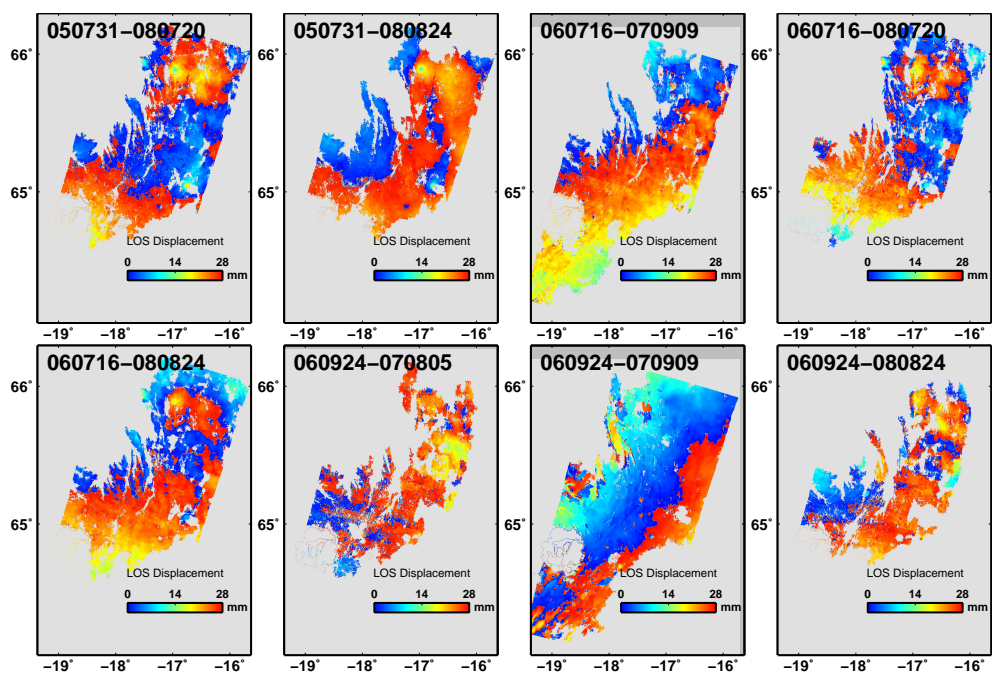 050731−080720
050731−080824
060716−070909
060716−080720
66°
66°
66°
66°
65°
65°
65°
65°
LOS Displacement
LOS Displacement
LOS Displacement
LOS Displacement
0 14 28 mm
0 14 28 mm
0 14 28 mm
0 14 28 mm
−19° −18° −17° −16°
−19° −18° −17° −16°
−19° −18° −17° −16°
−19° −18° −17° −16°
060716−080824
060924−070805
060924−070909
060924−080824
66°
66°
66°
66°
65°
65°
65°
65°
LOS Displacement
LOS Displacement
LOS Displacement
LOS Displacement
0 14 28 mm
0 14 28 mm
0 14 28 mm
0 14 28 mm
−19° −18° −17° −16°
−19° −18° −17° −16°
−19° −18° −17° −16°
−19° −18° −17° −16°